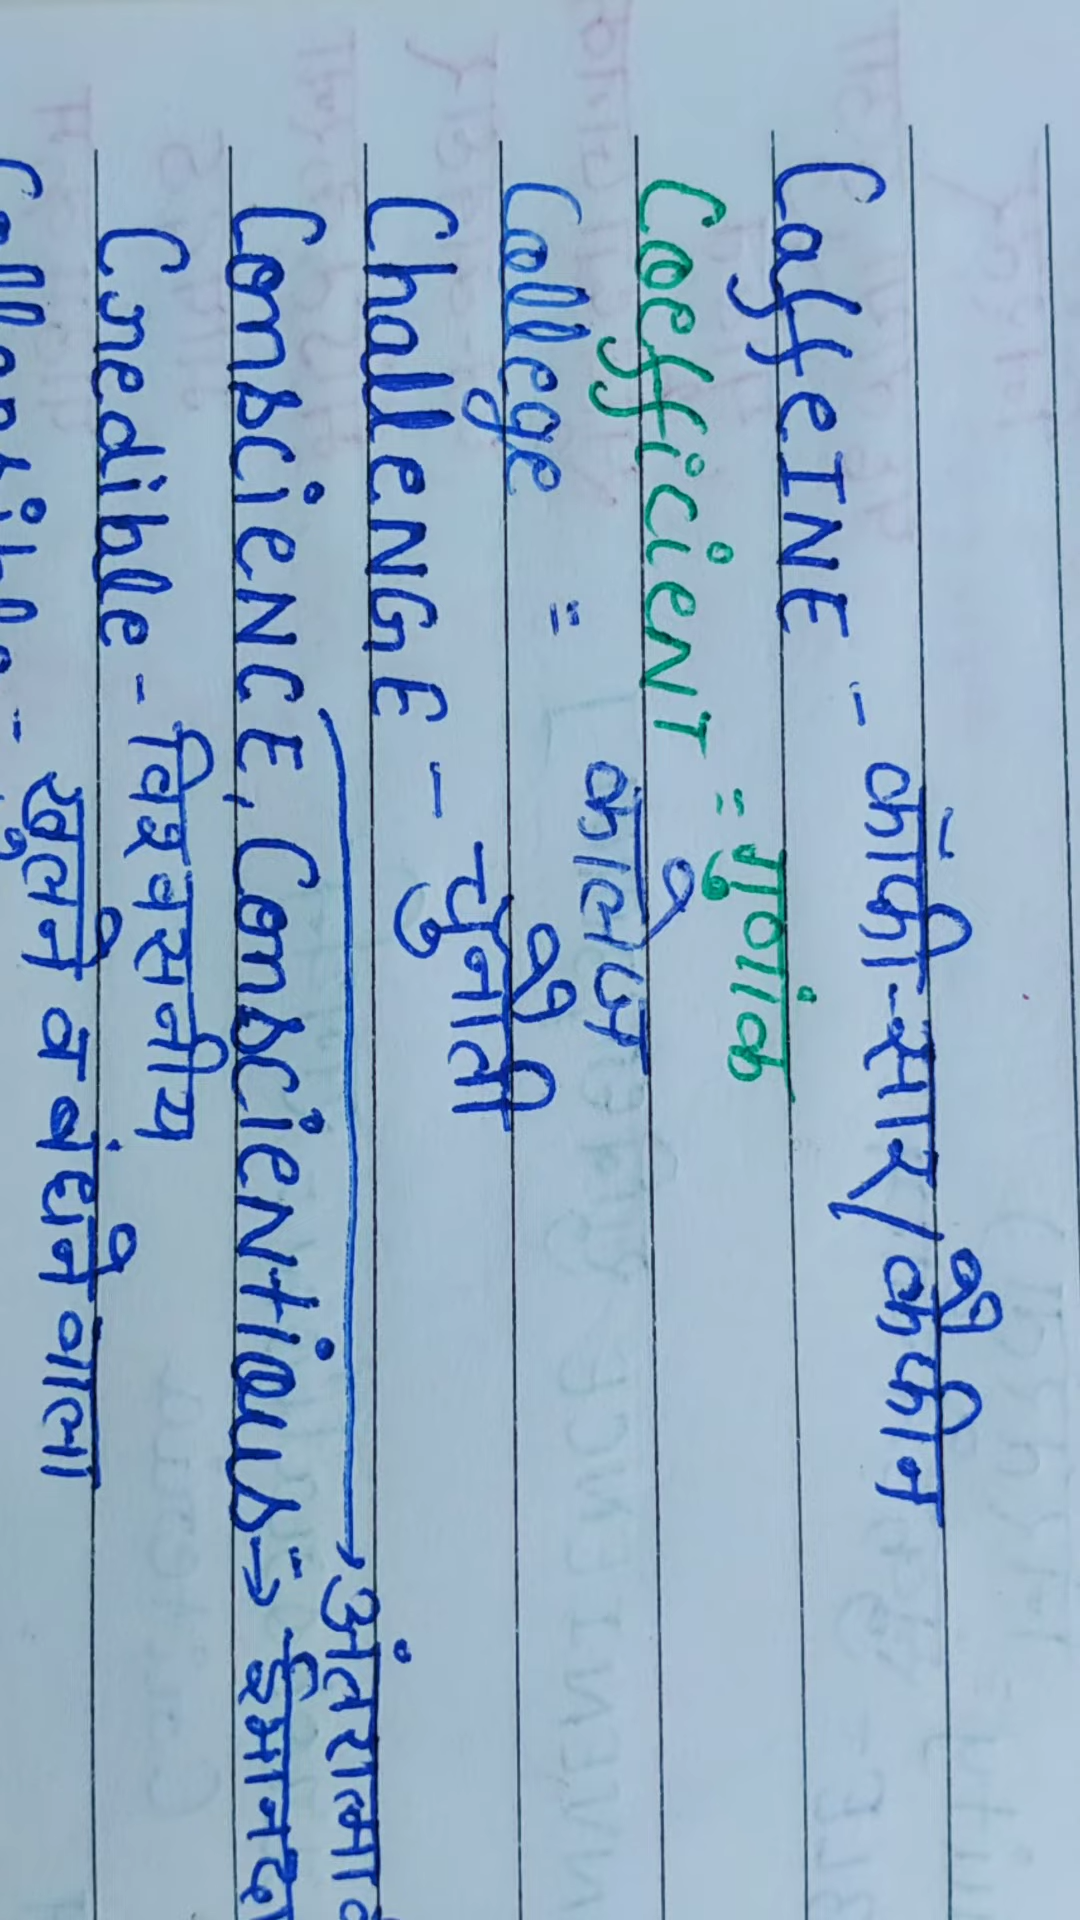 CaffeINE - कॉफी-सार/कैफीन
CoefficieNT = गुणांक
College = कॉलेज
ChalleNGE - चुनौती
अंतरात्मा
ConscieNCE, ConscieNtious → ईमानदा
Credible - विश्वसनीय
खुलने व बंधने वाला